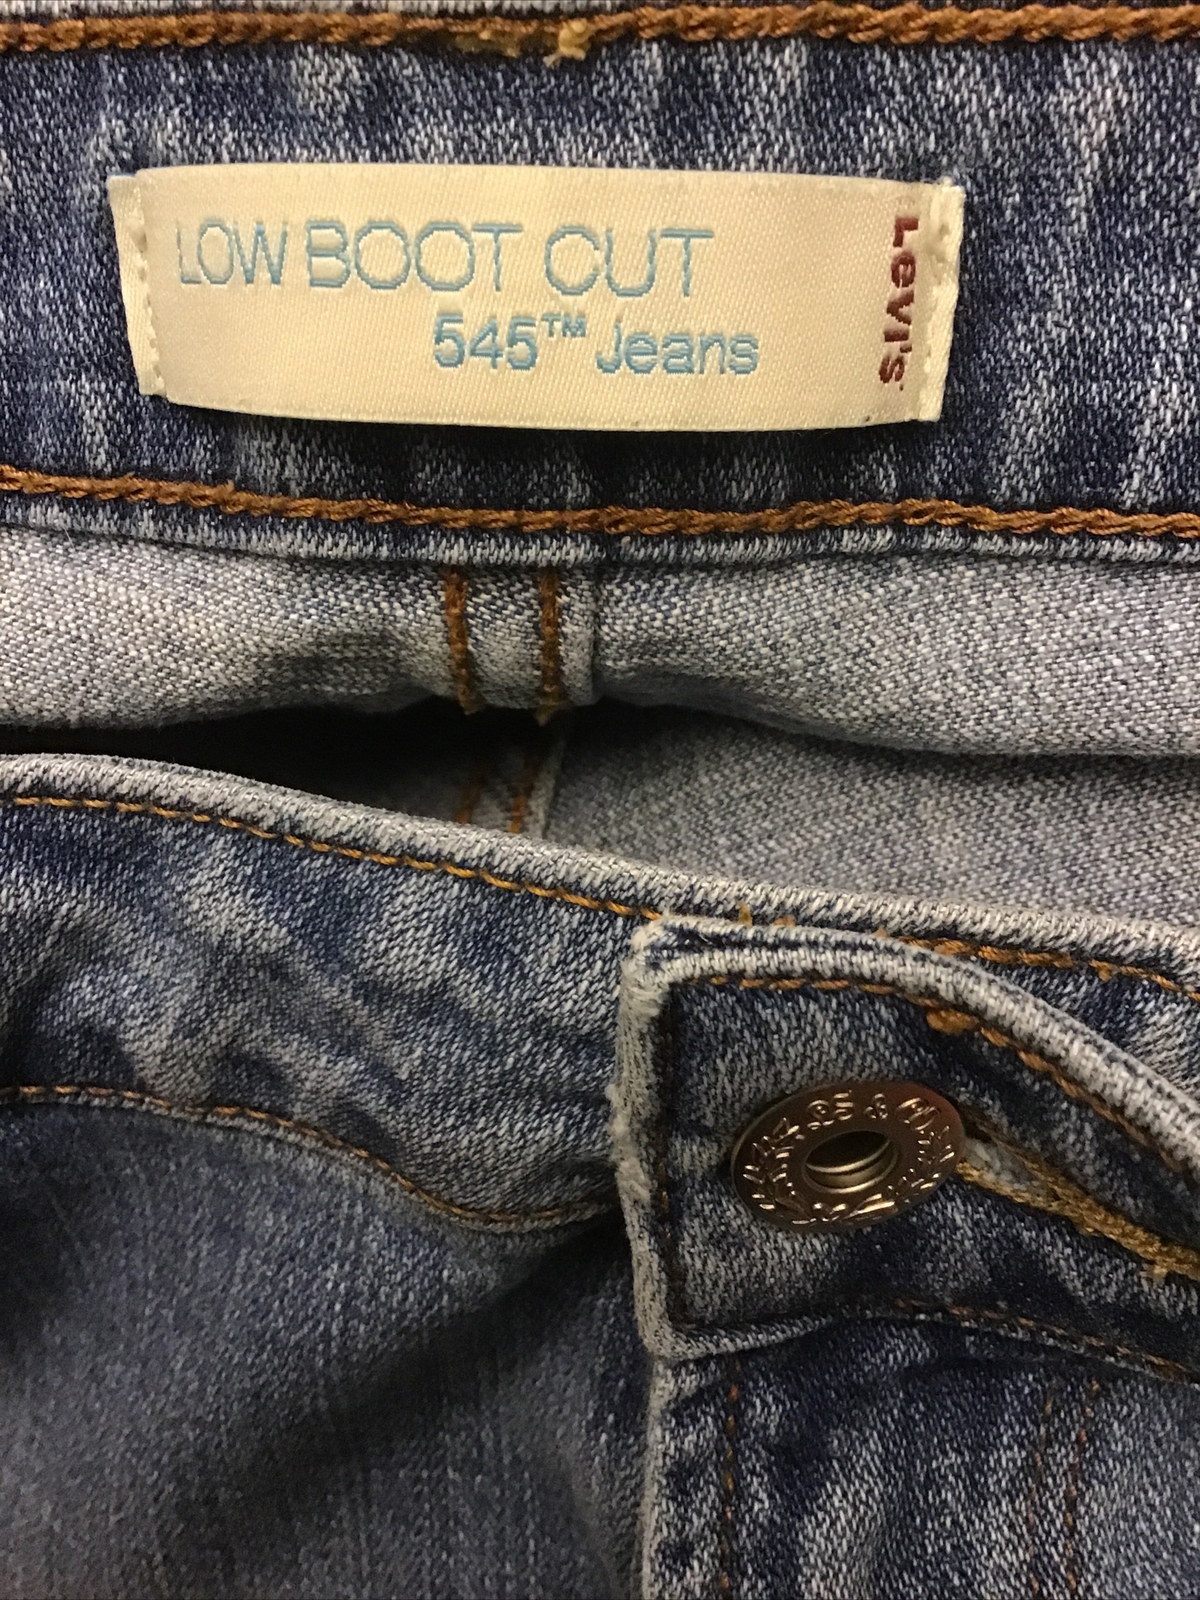 LOW BOOT CUT
545™ Jeans
Levi's